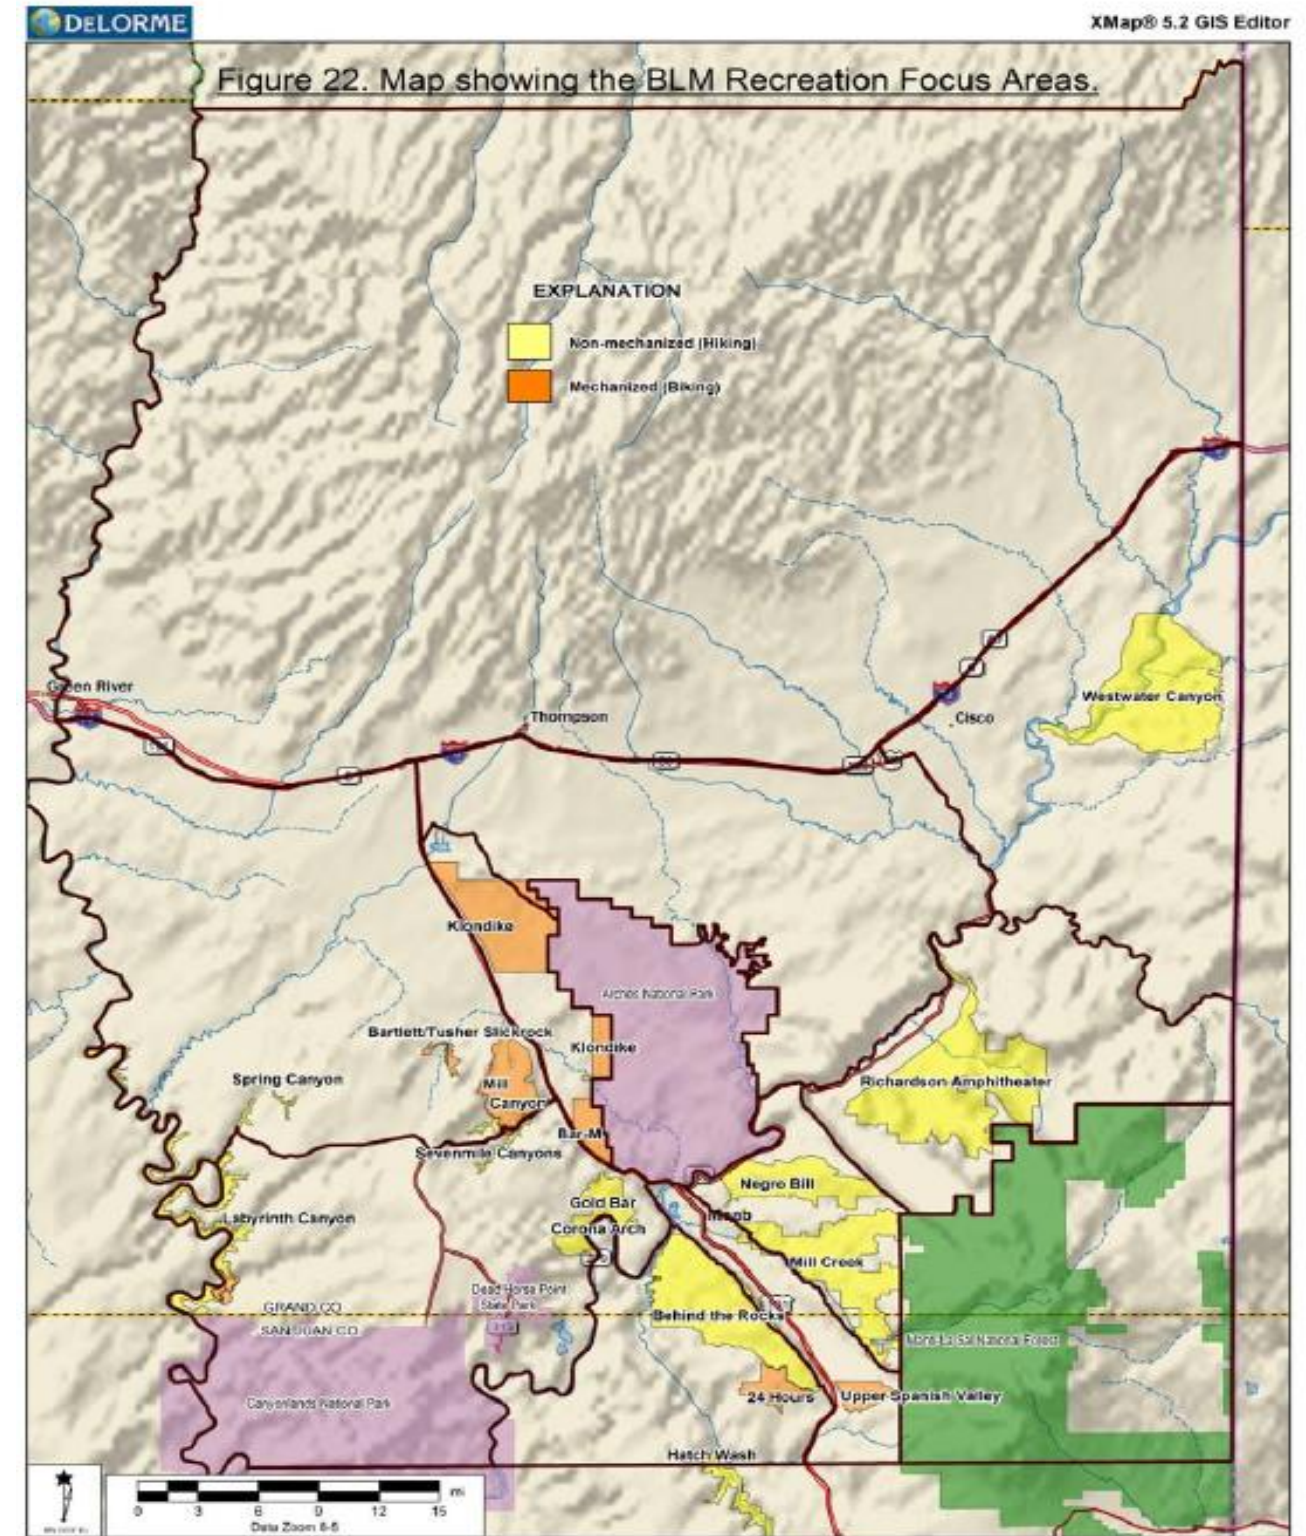 DELORME
XMap® 5.2 GIS Editor
Figure 22. Map showing the BLM Recreation Focus Areas.
EXPLANATION
Non-mechanized (Hiking)
Mechanized (Biking)
Green River
Thompson
Cisco
Westwater Canyon
Klondike
Arches National Park
Bartlett/Tusher Slickrock
Klondike
Spring Canyon
Mill
Canyon
Richardson Amphitheater
Bar-M
Sevenmile Canyons
Negro Bill
Gold Bar
Moab
Labyrinth Canyon
Corona Arch
Mill Creek
Dead Horse Point
State Park
GRAND CO
Behind the Rocks
SAN JUAN CO
313
Manti-La Sal National Forest
Canyonlands National Park
24 Hours
Upper Spanish Valley
Hatch Wash
mi
0 3 6 9 12 15
Data Zoom 8-5